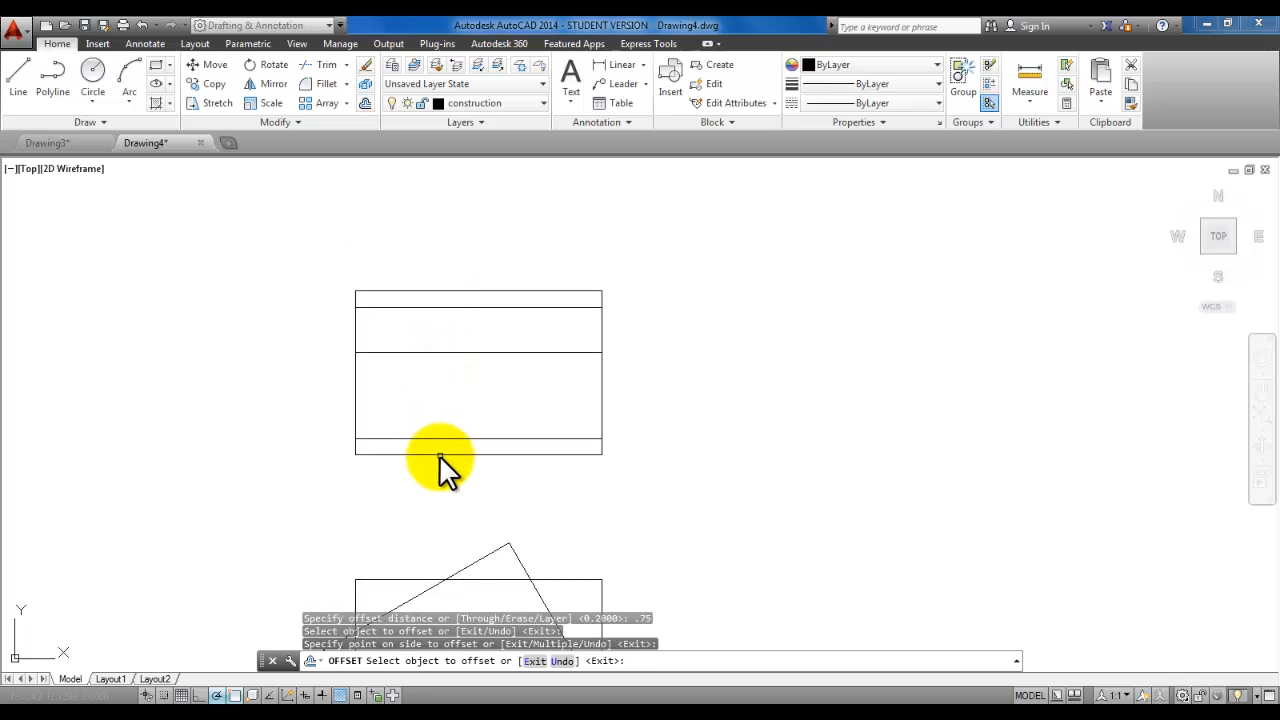 Drafting & Annotation
Autodesk AutoCAD 2014 - STUDENT VERSION Drawing4.dwg
Type a keyword or phrase
Sign In
Home Insert Annotate Layout Parametric View Manage Output Plug-ins Autodesk 360 Featured Apps Express Tools
Move Rotate Trim Linear Create ByLayer
Copy Mirror Fillet Unsaved Layer State Leader Edit ByLayer
Line Polyline Circle Arc Text Insert Group Measure Paste
Stretch Scale Array construction Table Edit Attributes ByLayer
Draw Modify Layers Annotation Block Properties Groups Utilities Clipboard
Drawing3* Drawing4*
[−][Top][2D Wireframe]
N
W TOP E
S
WCS
Specify offset distance or [Through/Erase/Layer] <0.2000>: .75
Select object to offset or [Exit/Undo] <Exit>:
Specify point on side to offset or [Exit/Multiple/Undo] <Exit>:
OFFSET Select object to offset or [Exit Undo] <Exit>:
Y
X
Model Layout1 Layout2
MODEL 1:1